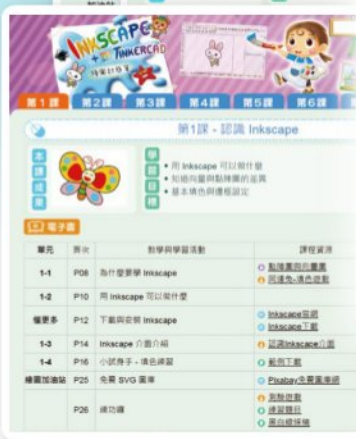 INKSCAPE
+ TINKERCAD
第1課 第2課 第3課 第4課 第5課 第6課
第1課 - 認識 Inkscape
本課成果
學習目標
• 用 Inkscape 可以做什麼
• 知道向量與點陣圖的差異
• 基本填色與邊框設定
電子書
單元 頁次 教學與學習活動 課程資源
1-1 P08 為什麼要學 Inkscape 點陣圖與向量圖
阿達兔-填色遊戲
1-2 P10 用 Inkscape 可以做什麼
懂更多 P12 下載與安裝 Inkscape Inkscape官網
Inkscape下載
1-3 P14 Inkscape 介面介紹 認識Inkscape介面
1-4 P16 小試身手 - 填色練習 範例下載
繪圖加油站 P25 免費 SVG 圖庫 Pixabay免費圖庫網
P26 練功囉 測驗遊戲
練習題目